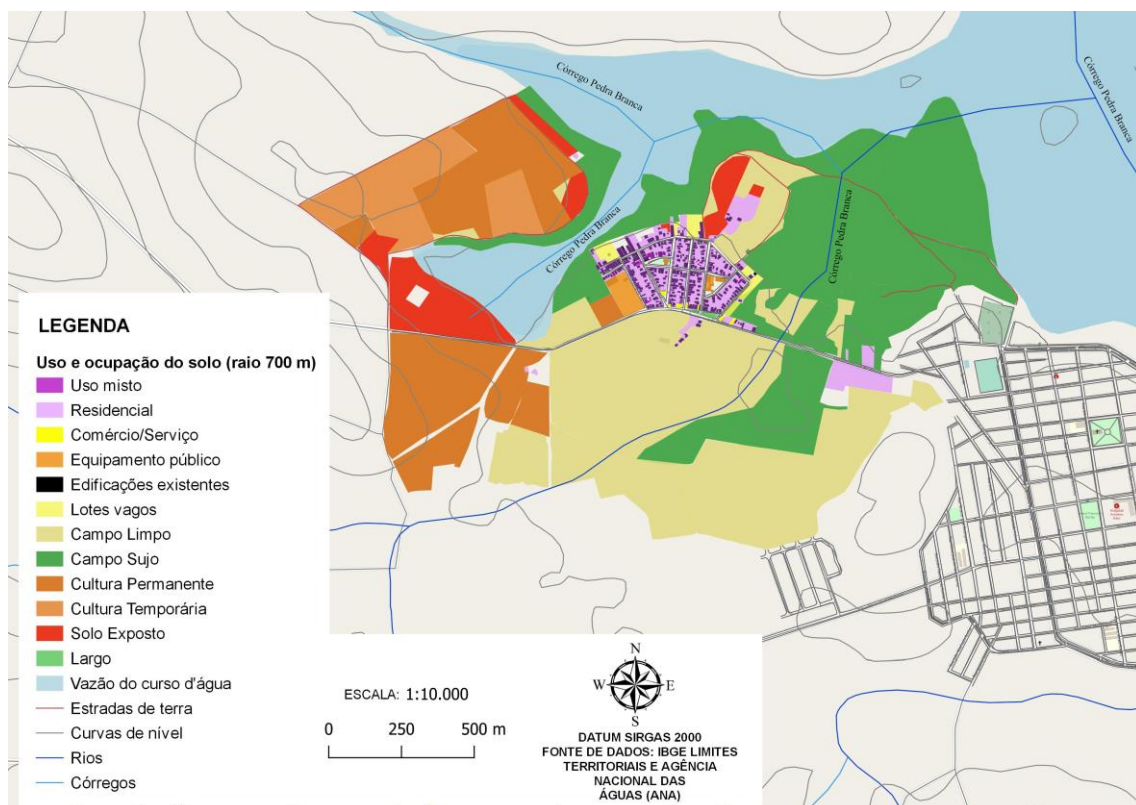 Córrego Pedra Branca
Córrego Pedra Branca
Córrego Pedra Branca
Córrego Pedra Branca
LEGENDA
Uso e ocupação do solo (raio 700 m)
Uso misto
Residencial
Comércio/Serviço
Equipamento público
Edificações existentes
Lotes vagos
Campo Limpo
Campo Sujo
Cultura Permanente
Cultura Temporária
Solo Exposto
Largo
Vazão do curso d'água
Estradas de terra
Curvas de nível
Rios
Córregos
ESCALA: 1:10.000
0 250 500 m
N
W E
S
DATUM SIRGAS 2000
FONTE DE DADOS: IBGE LIMITES
TERRITORIAIS E AGÊNCIA
NACIONAL DAS
ÁGUAS (ANA)